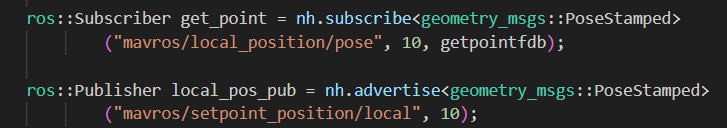 ros::Subscriber get_point = nh.subscribe<geometry_msgs::PoseStamped>
("mavros/local_position/pose", 10, getpointfdb);
ros::Publisher local_pos_pub = nh.advertise<geometry_msgs::PoseStamped>
("mavros/setpoint_position/local", 10);